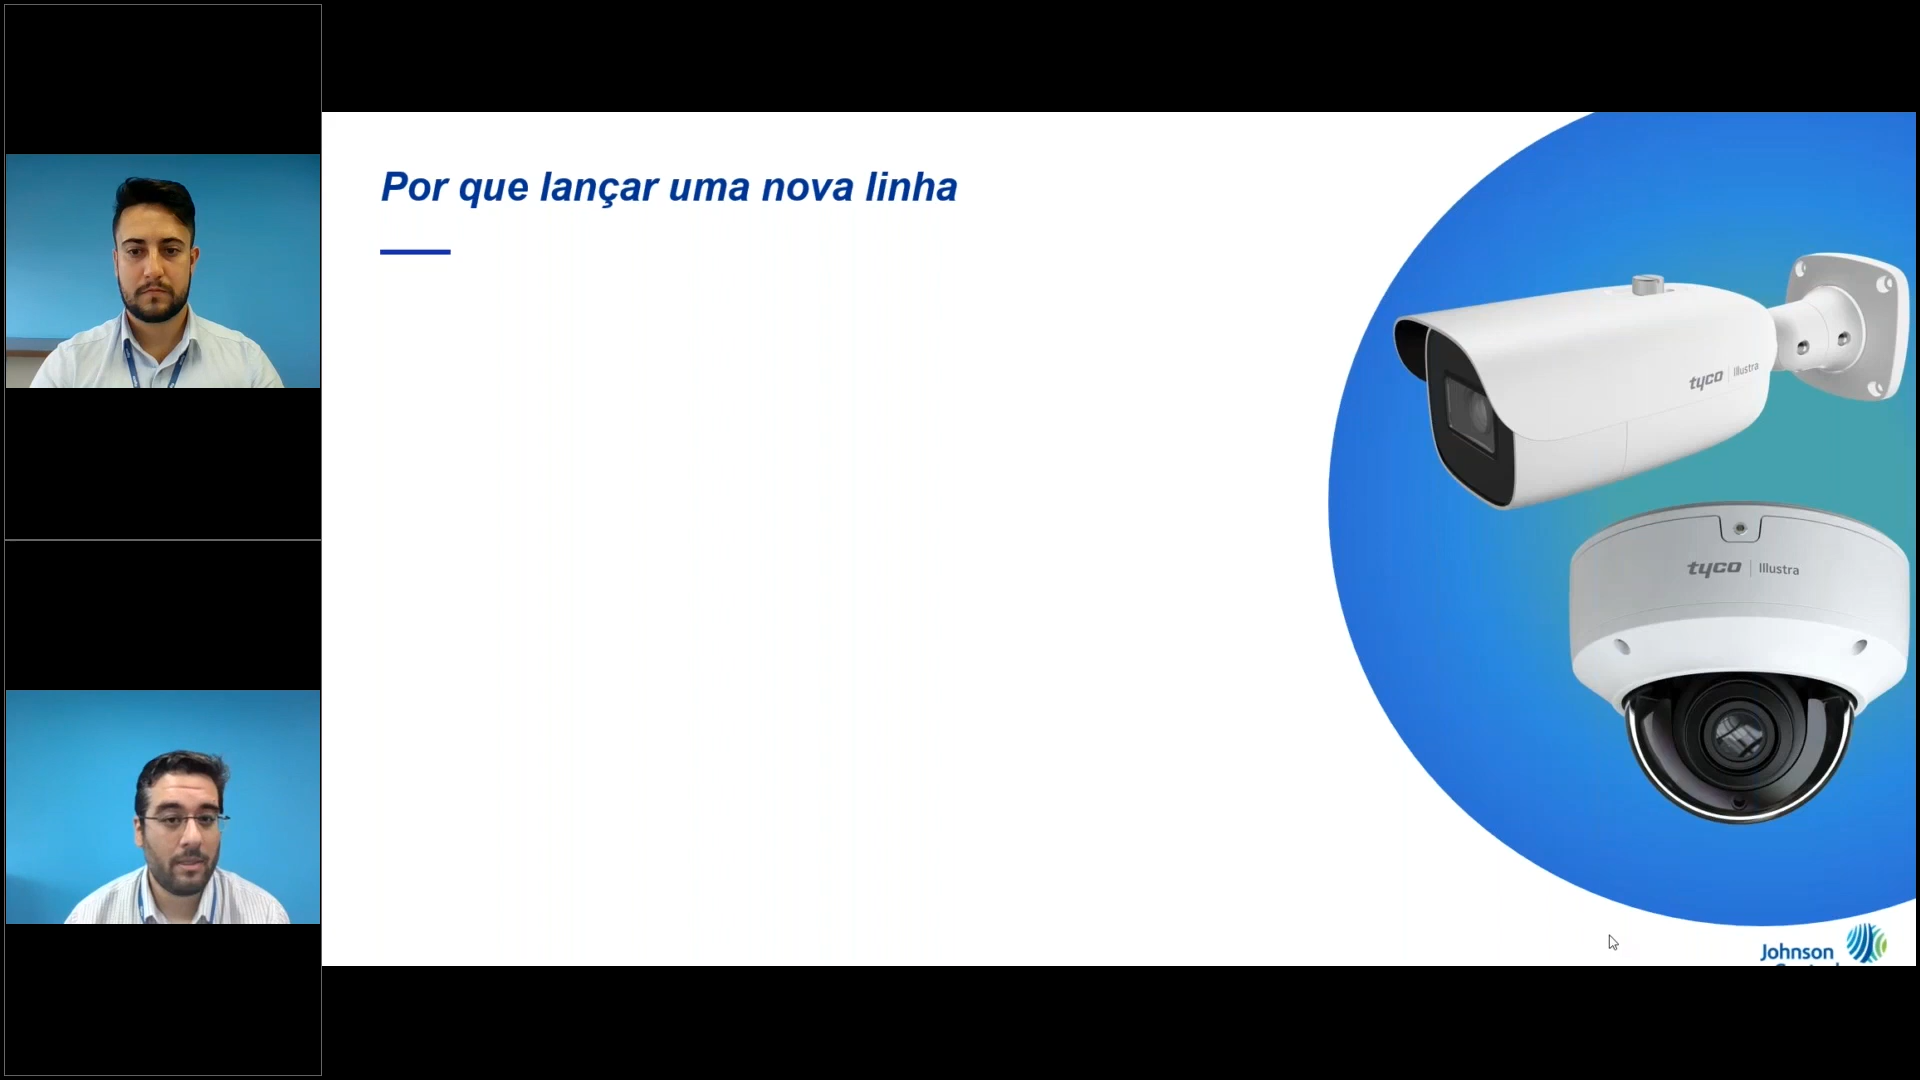 Por que lançar uma nova linha
tyco | Illustra
tyco | Illustra
Johnson